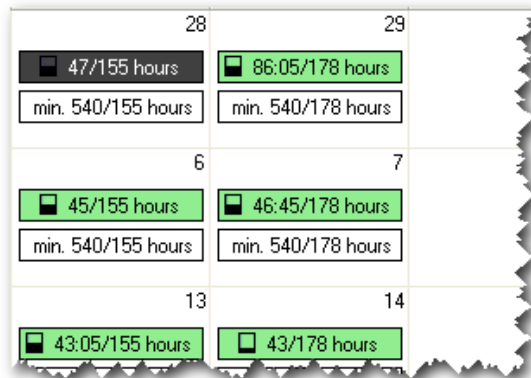 28
29
47/155 hours
86:05/178 hours
min. 540/155 hours
min. 540/178 hours
6
7
45/155 hours
46:45/178 hours
min. 540/155 hours
min. 540/178 hours
13
14
43:05/155 hours
43/178 hours